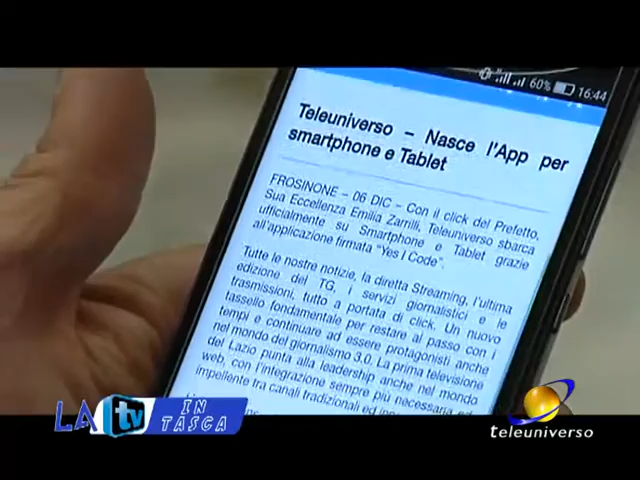 60% 16:44
Teleuniverso – Nasce l'App per
smartphone e Tablet
FROSINONE – 06 DIC – Con il click del Prefetto,
Sua Eccellenza Emilia Zarrilli, Teleuniverso sbarca
ufficialmente su Smartphone e Tablet grazie
all'applicazione firmata "Yes I Code".
Tutte le nostre notizie, la diretta Streaming, l'ultima
edizione del TG, i servizi giornalistici e le
trasmissioni, tutto a portata di click. Un nuovo
tassello fondamentale per restare al passo con i
tempi e continuare ad essere protagonisti anche
nel mondo del giornalismo 3.0. La prima televisione
del Lazio punta alla leadership anche nel mondo
web, con l'integrazione sempre più necessaria ed
impellente tra canali tradizionali ed
LA tv IN TASCA
teleuniverso